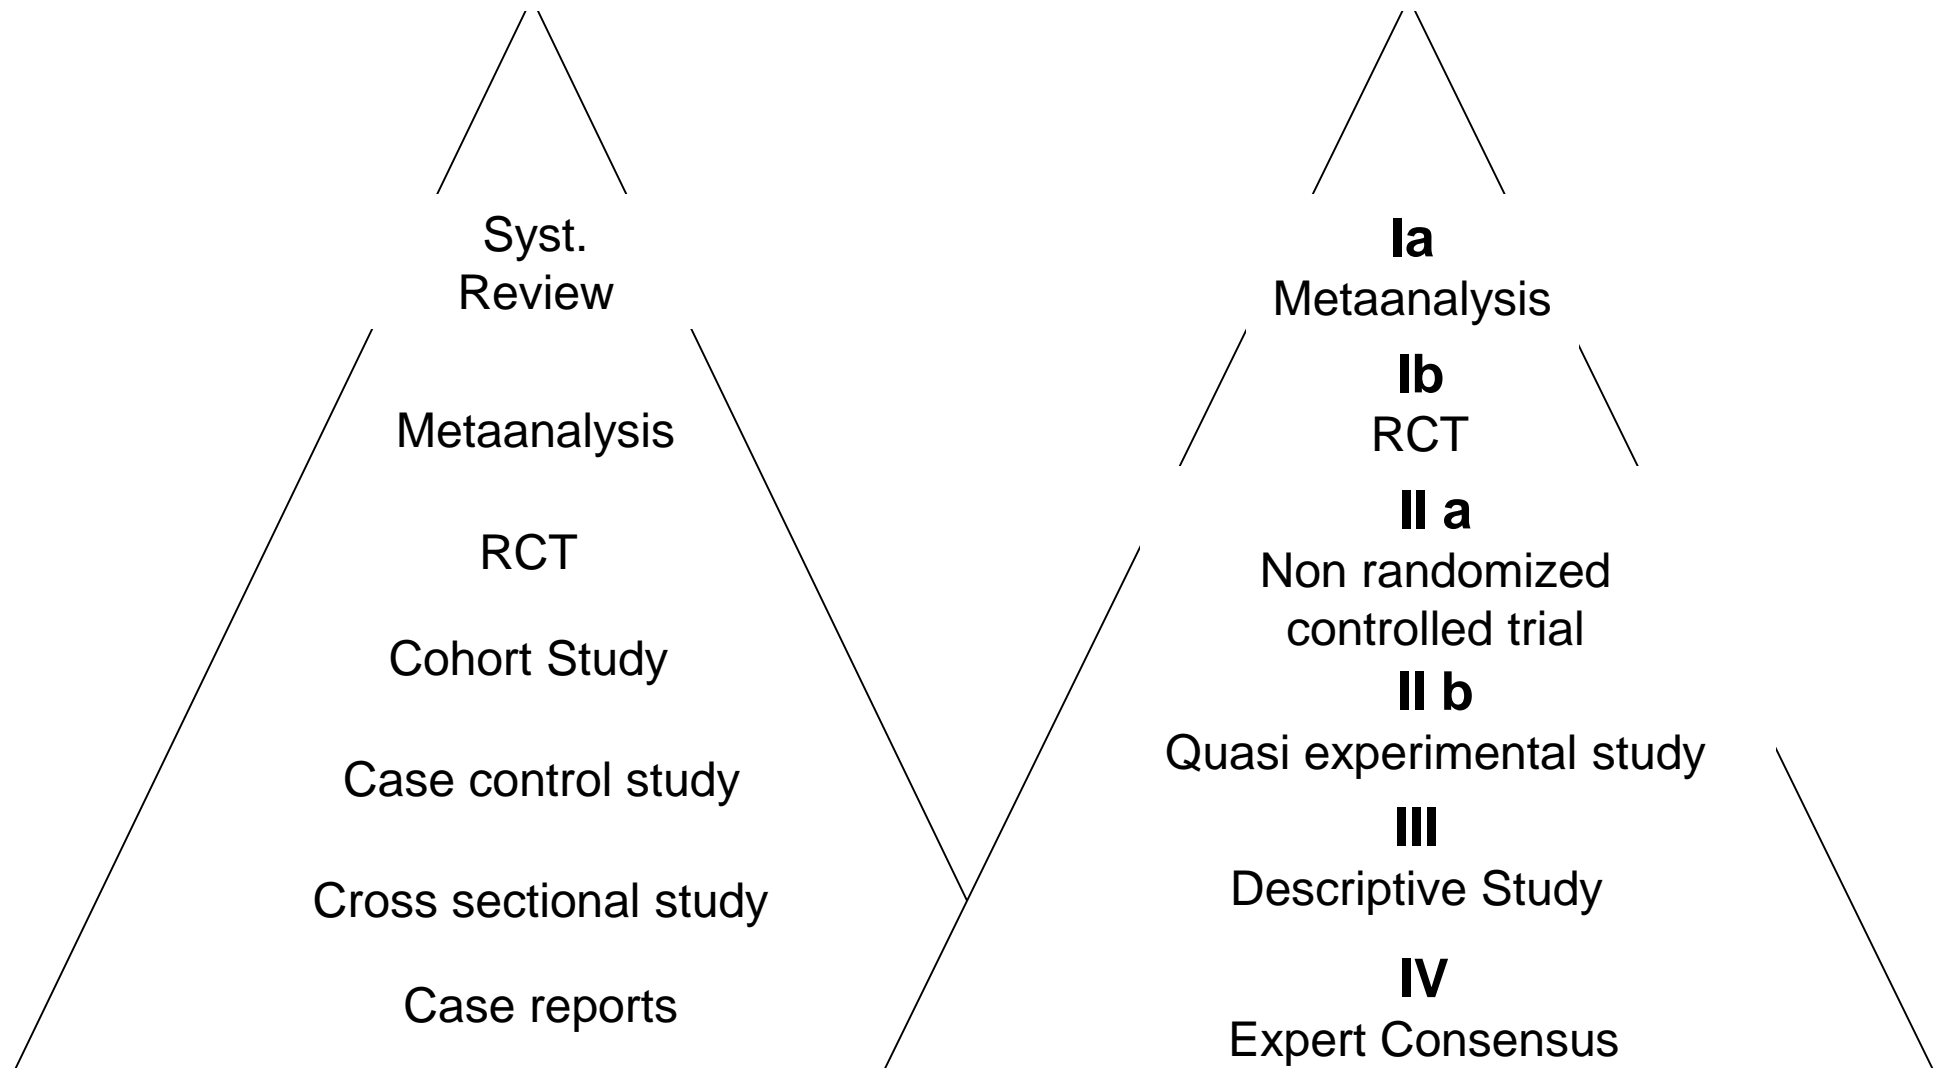 Syst.
Review
Metaanalysis
RCT
Cohort Study
Case control study
Cross sectional study
Case reports
Ia
Metaanalysis
Ib
RCT
II a
Non randomized
controlled trial
II b
Quasi experimental study
III
Descriptive Study
IV
Expert Consensus